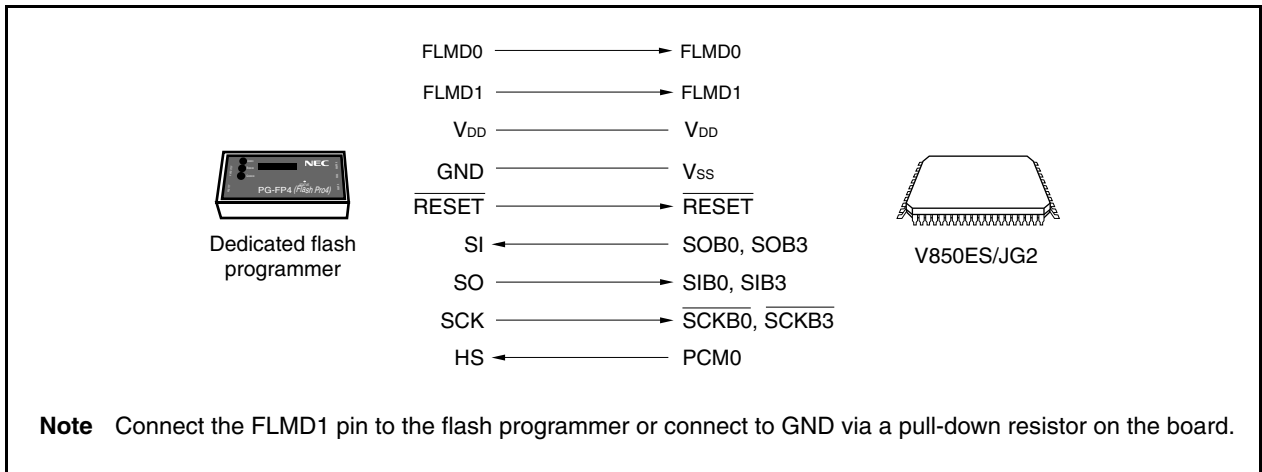 FLMD0 FLMD0
FLMD1 FLMD1
VDD VDD
GND VSS
RESET RESET
SI SOB0, SOB3
SO SIB0, SIB3
SCK SCKB0, SCKB3
HS PCM0
NEC
PG-FP4 (Flash Pro4)
Dedicated flash
programmer
V850ES/JG2
Note Connect the FLMD1 pin to the flash programmer or connect to GND via a pull-down resistor on the board.